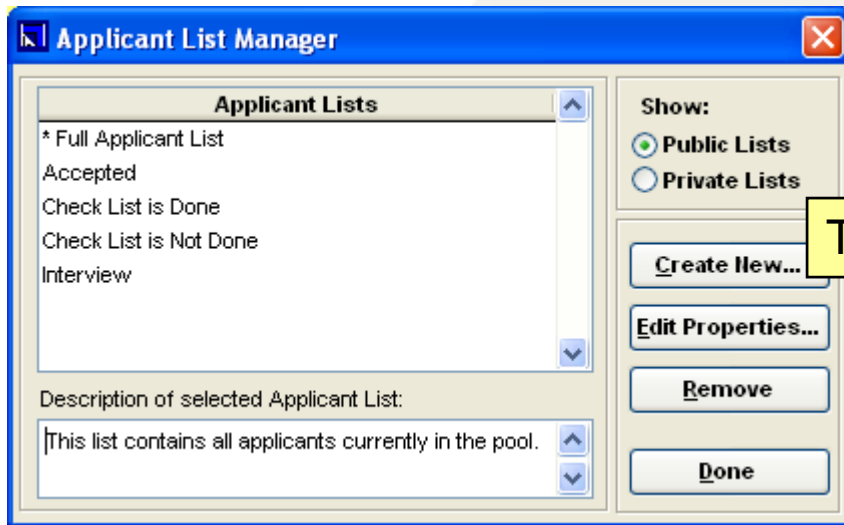 Applicant List Manager
Applicant Lists
* Full Applicant List
Accepted
Check List is Done
Check List is Not Done
Interview
Description of selected Applicant List:
This list contains all applicants currently in the pool.
Show:
Public Lists
Private Lists
T
Create New...
Edit Properties...
Remove
Done